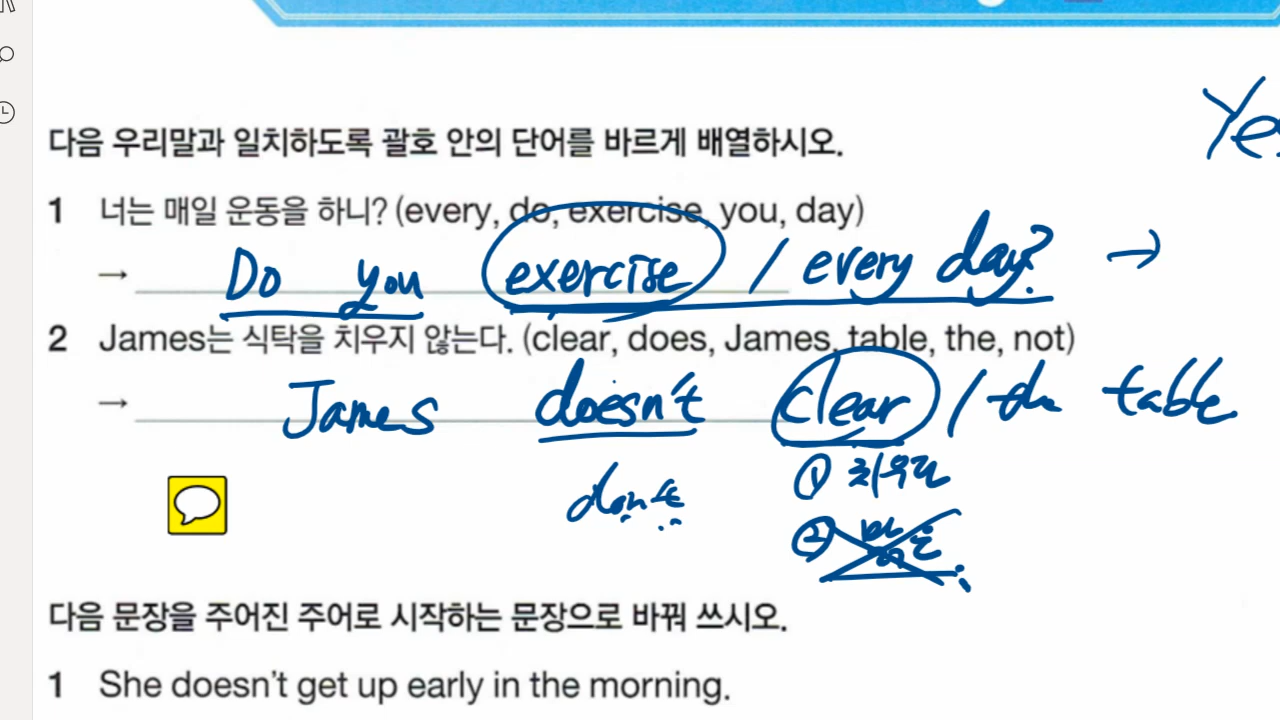 Yes
다음 우리말과 일치하도록 괄호 안의 단어를 바르게 배열하시오.
1 너는 매일 운동을 하니? (every, do, exercise, you, day)
→ Do you exercise / every day? →
2 James는 식탁을 치우지 않는다. (clear, does, James, table, the, not)
→ James doesn't clear / the table
don't ① 치우다
②
다음 문장을 주어진 주어로 시작하는 문장으로 바꿔 쓰시오.
1 She doesn't get up early in the morning.